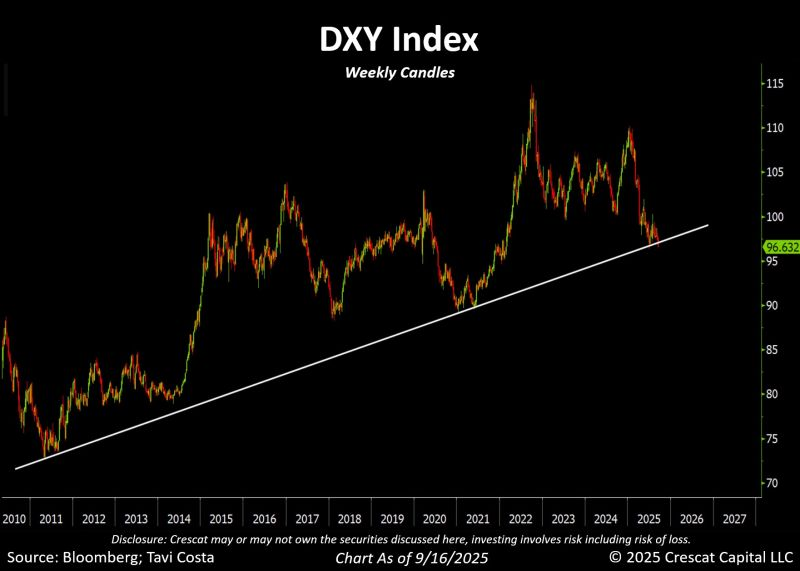 DXY Index
Weekly Candles
115
110
105
100
96.632
95
90
85
80
75
70
2010 2011 2012 2013 2014 2015 2016 2017 2018 2019 2020 2021 2022 2023 2024 2025 2026 2027
Disclosure: Crescat may or may not own the securities discussed here, investing involves risk including risk of loss.
Source: Bloomberg; Tavi Costa Chart As of 9/16/2025 © 2025 Crescat Capital LLC